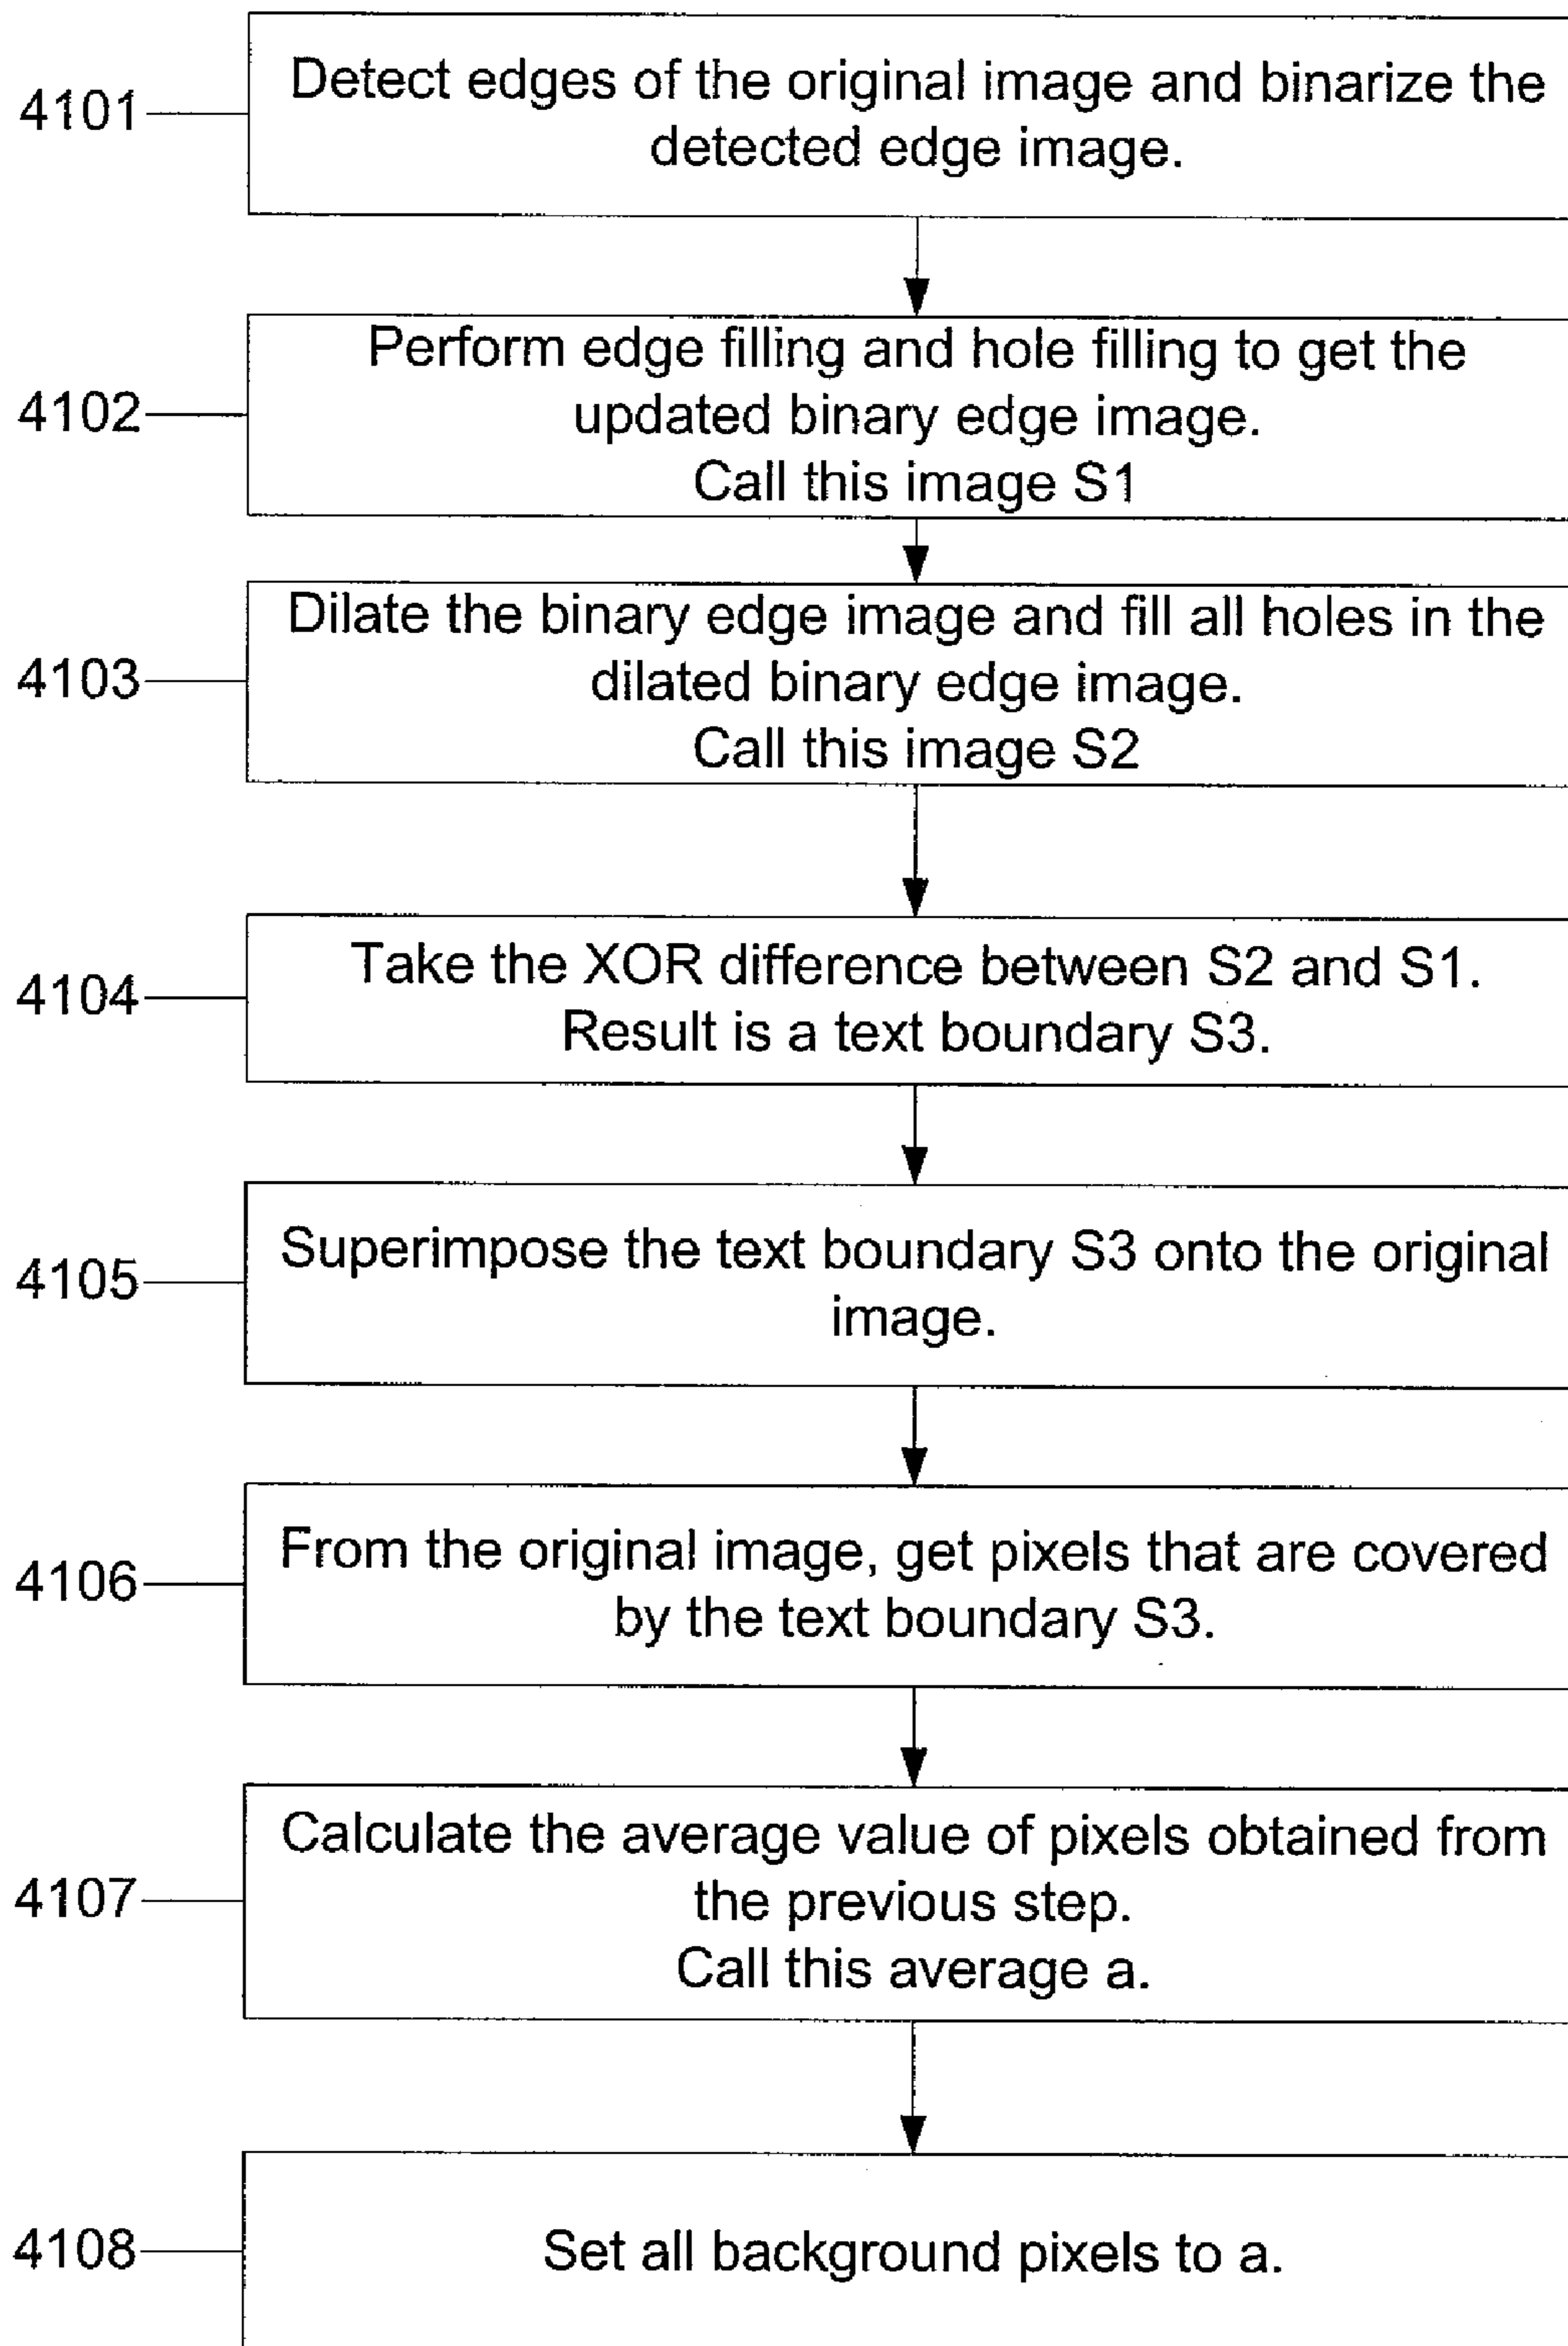 4101
Detect edges of the original image and binarize the
detected edge image.
4102
Perform edge filling and hole filling to get the
updated binary edge image.
Call this image S1
4103
Dilate the binary edge image and fill all holes in the
dilated binary edge image.
Call this image S2
4104
Take the XOR difference between S2 and S1.
Result is a text boundary S3.
4105
Superimpose the text boundary S3 onto the original
image.
4106
From the original image, get pixels that are covered
by the text boundary S3.
4107
Calculate the average value of pixels obtained from
the previous step.
Call this average a.
4108
Set all background pixels to a.